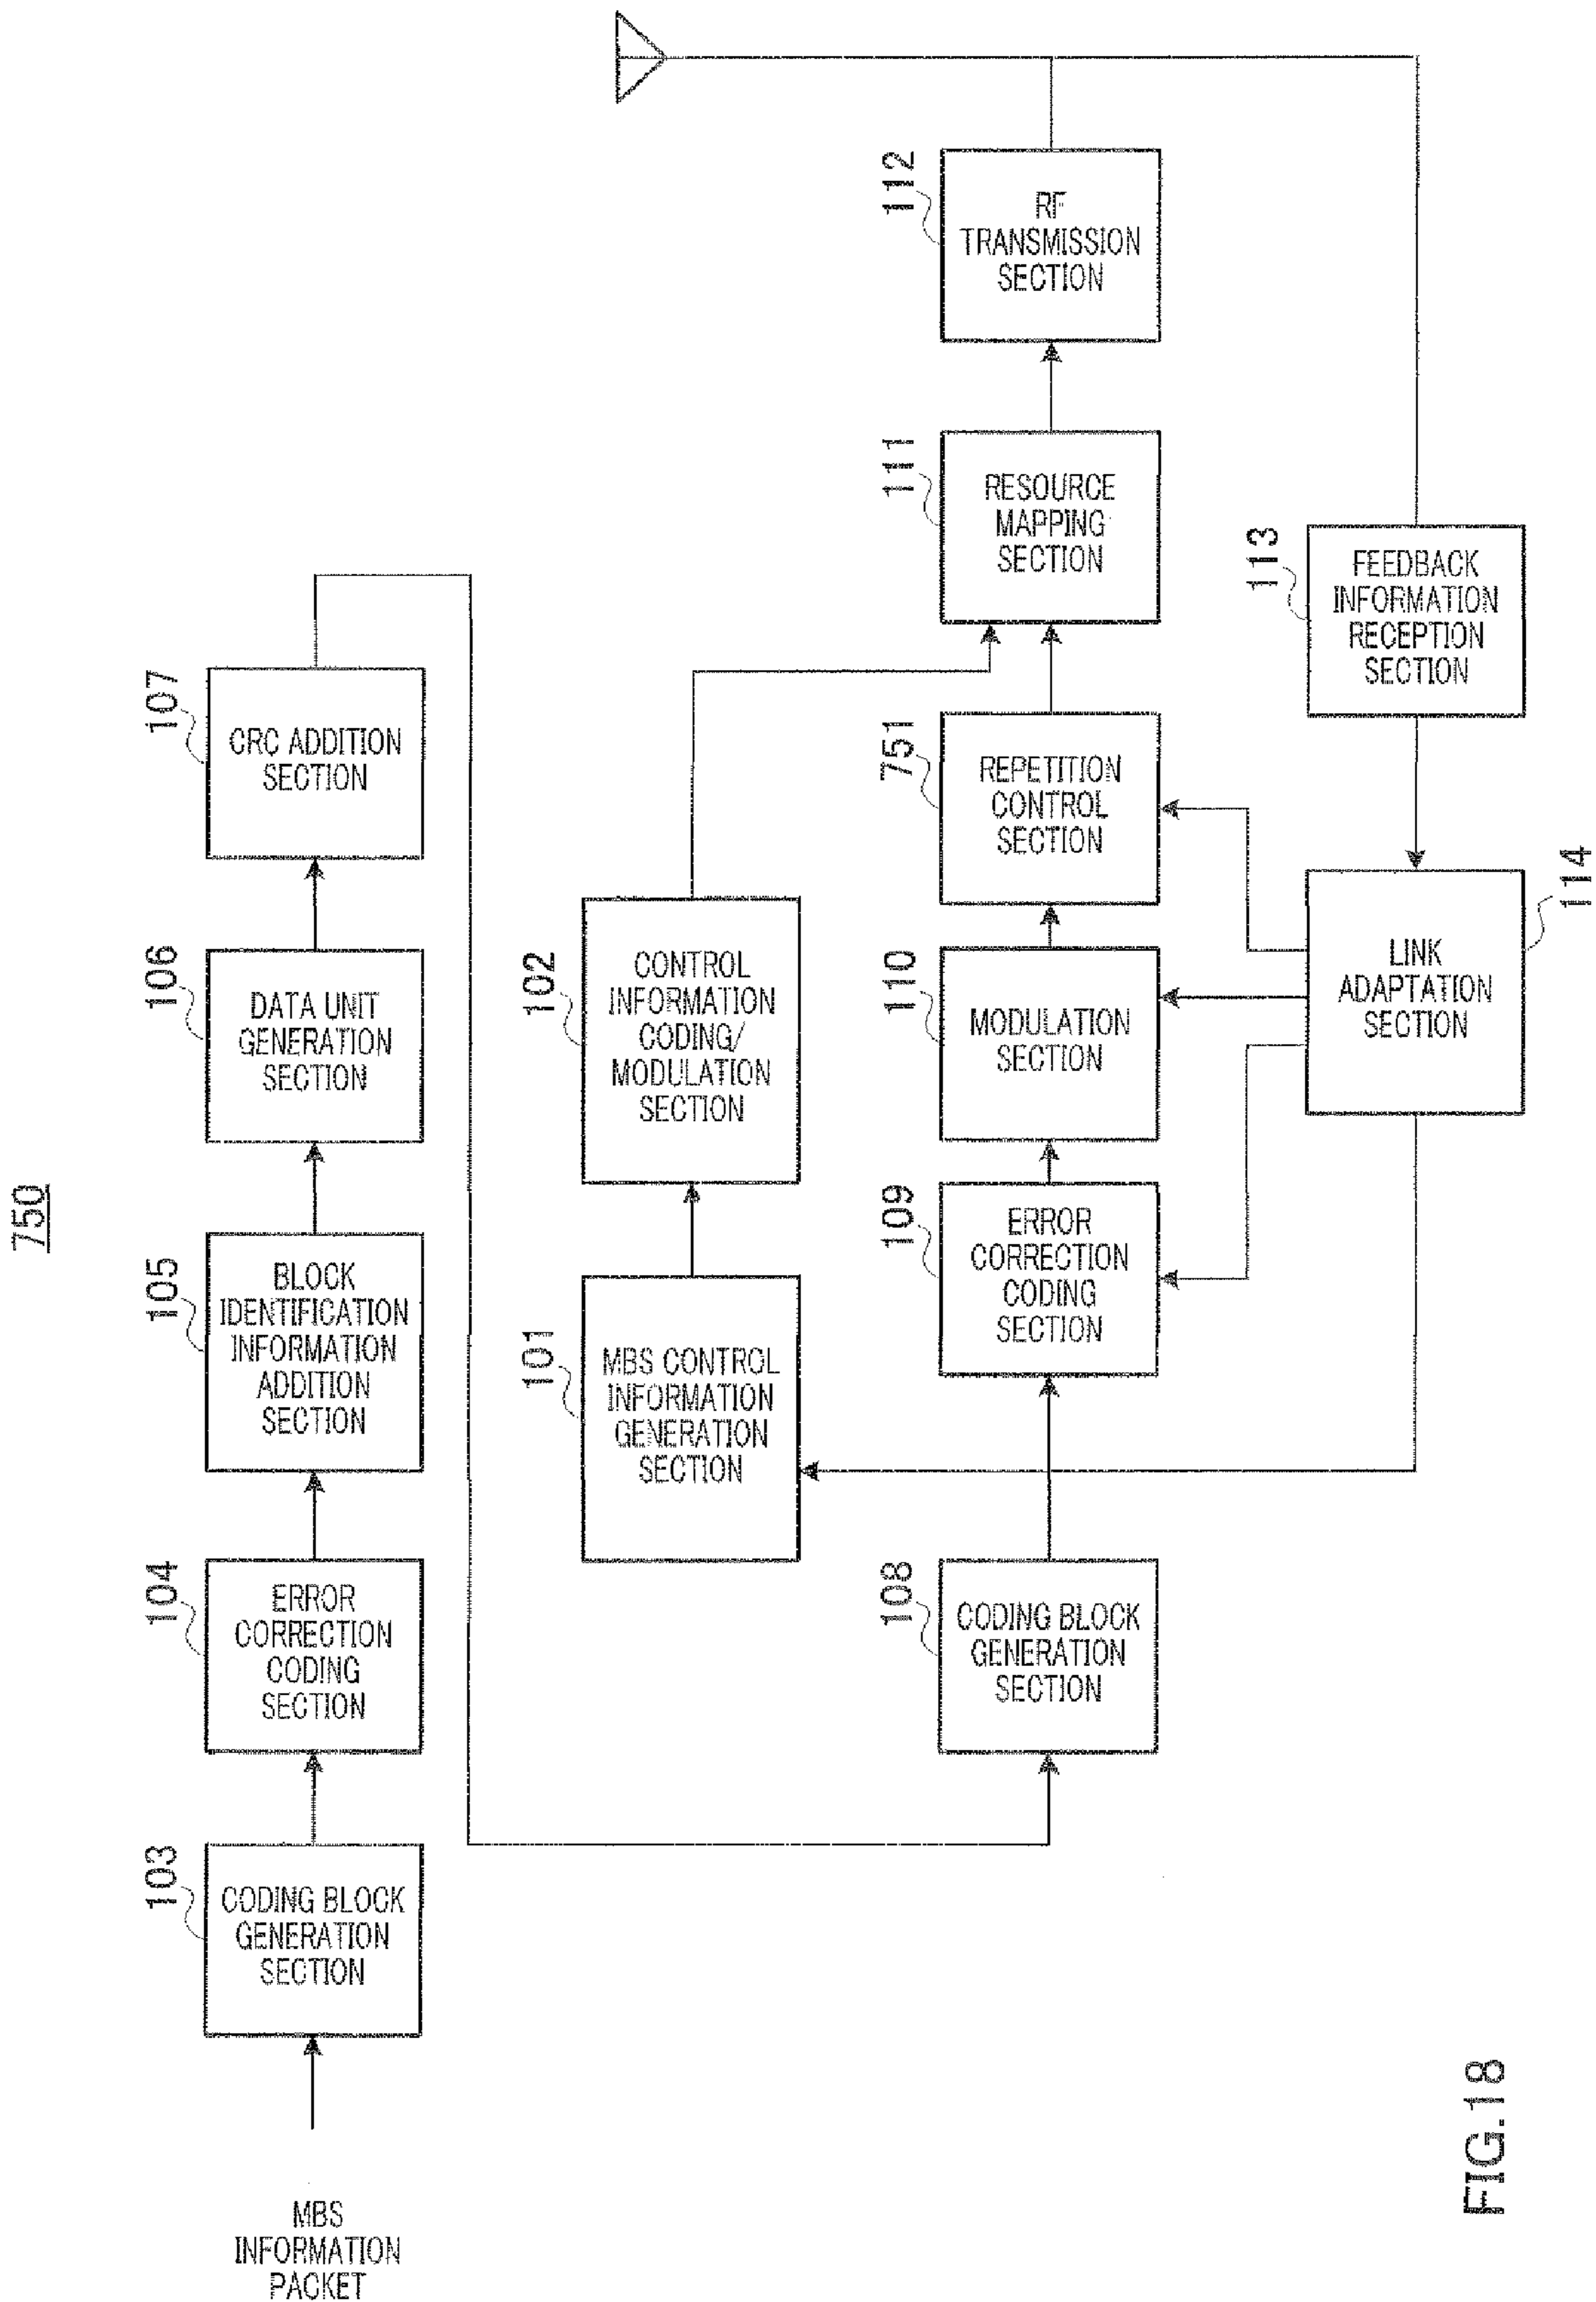 750
112
RF
TRANSMISSION
SECTION
111
RESOURCE
MAPPING
SECTION
113
FEEDBACK
INFORMATION
RECEPTION
SECTION
107
CRC ADDITION
SECTION
751
REPETITION
CONTROL
SECTION
114
LINK
ADAPTATION
SECTION
106
DATA UNIT
GENERATION
SECTION
102
CONTROL
INFORMATION
CODING/
MODULATION
SECTION
110
MODULATION
SECTION
105
BLOCK
IDENTIFICATION
INFORMATION
ADDITION
SECTION
109
ERROR
CORRECTION
CODING
SECTION
101
MBS CONTROL
INFORMATION
GENERATION
SECTION
104
ERROR
CORRECTION
CODING
SECTION
108
CODING BLOCK
GENERATION
SECTION
103
CODING BLOCK
GENERATION
SECTION
MBS
INFORMATION
PACKET
FIG.18